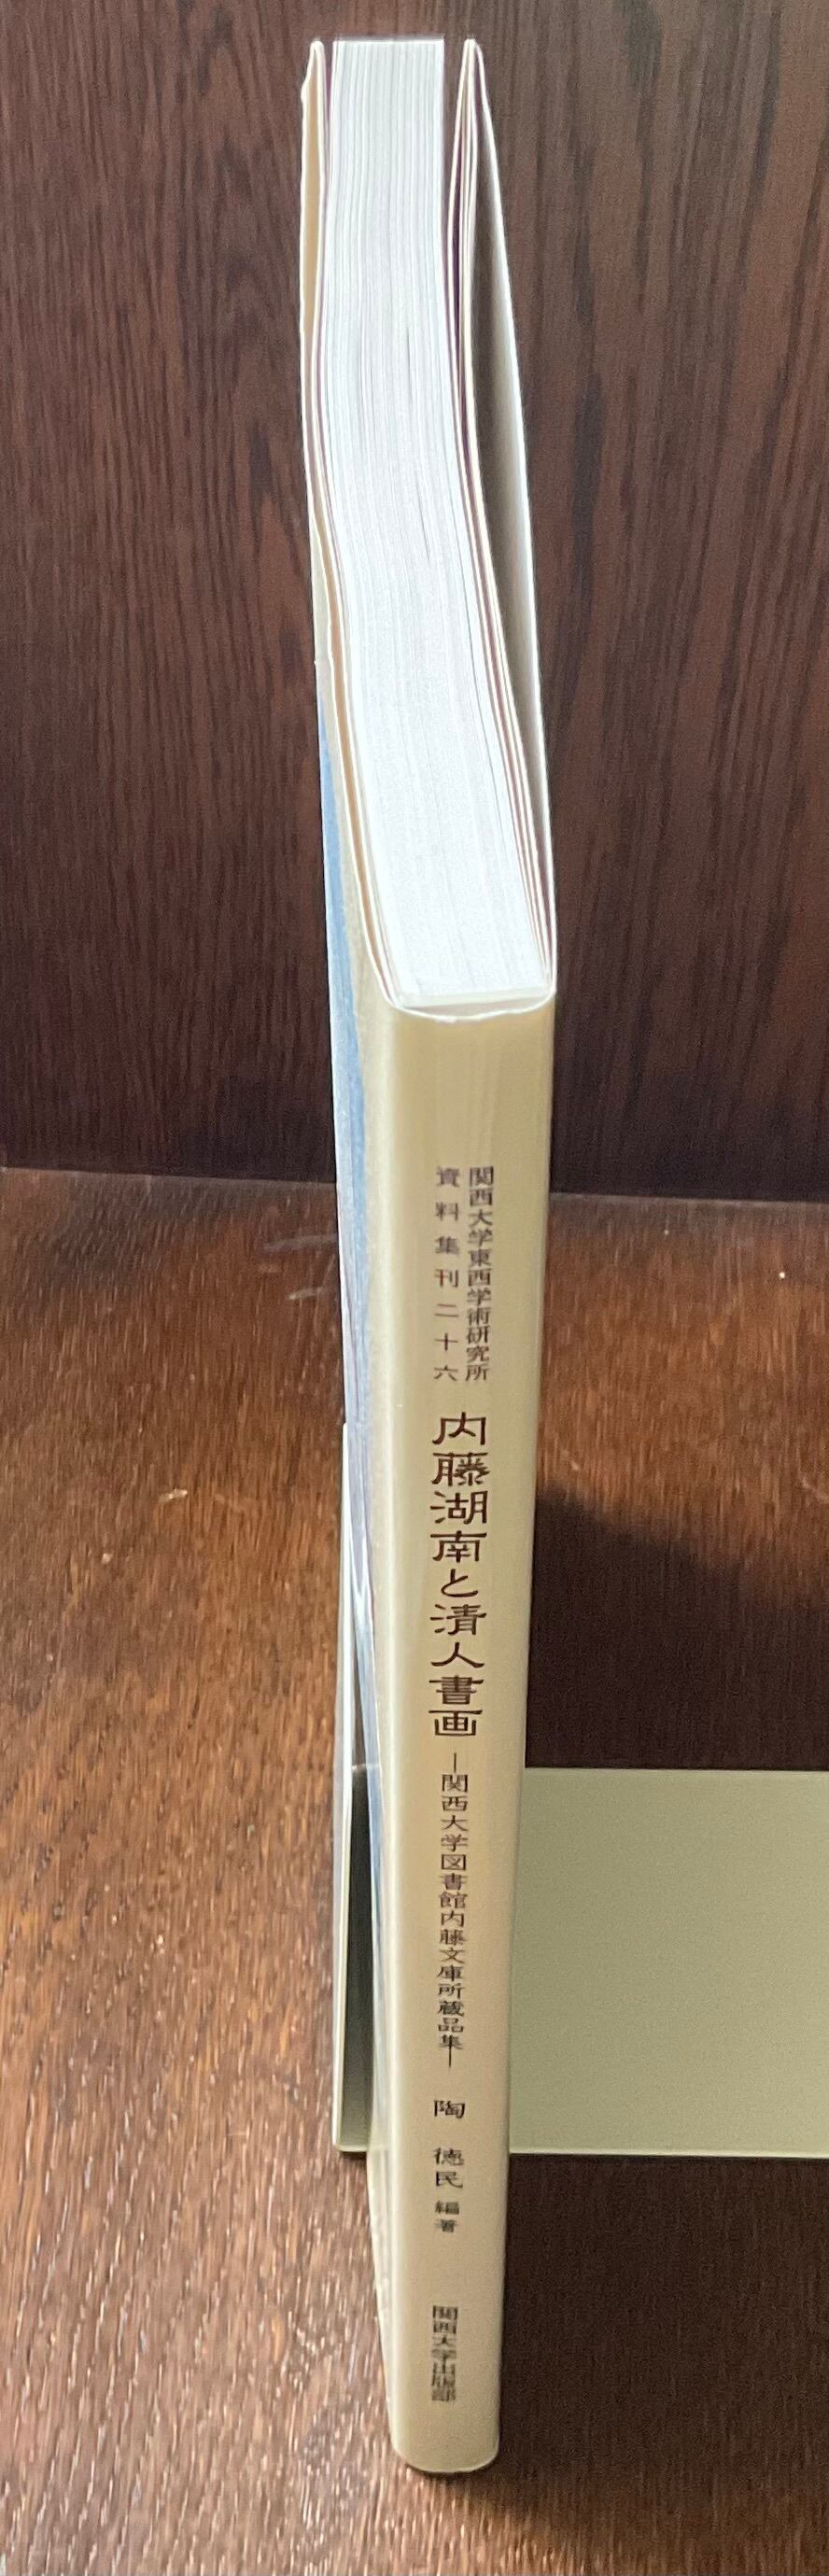 関西大学東西学術研究所
資料集刊二十六
内藤湖南と清人書画
―関西大学図書館内藤文庫所蔵品集―
陶 徳民 編著
関西大学出版部